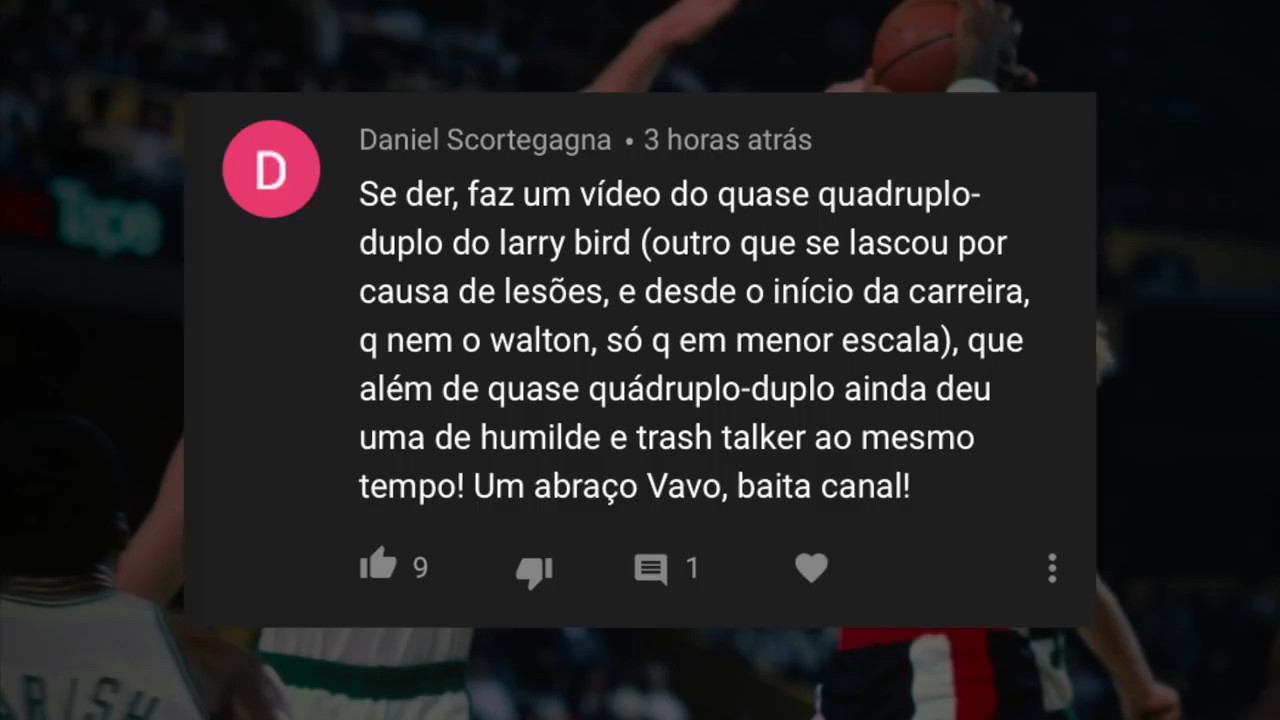 Tape
D
Daniel Scortegagna • 3 horas atrás
Se der, faz um vídeo do quase quadruplo-
duplo do larry bird (outro que se lascou por
causa de lesões, e desde o início da carreira,
q nem o walton, só q em menor escala), que
além de quase quádruplo-duplo ainda deu
uma de humilde e trash talker ao mesmo
tempo! Um abraço Vavo, baita canal!
9
1
ARISH